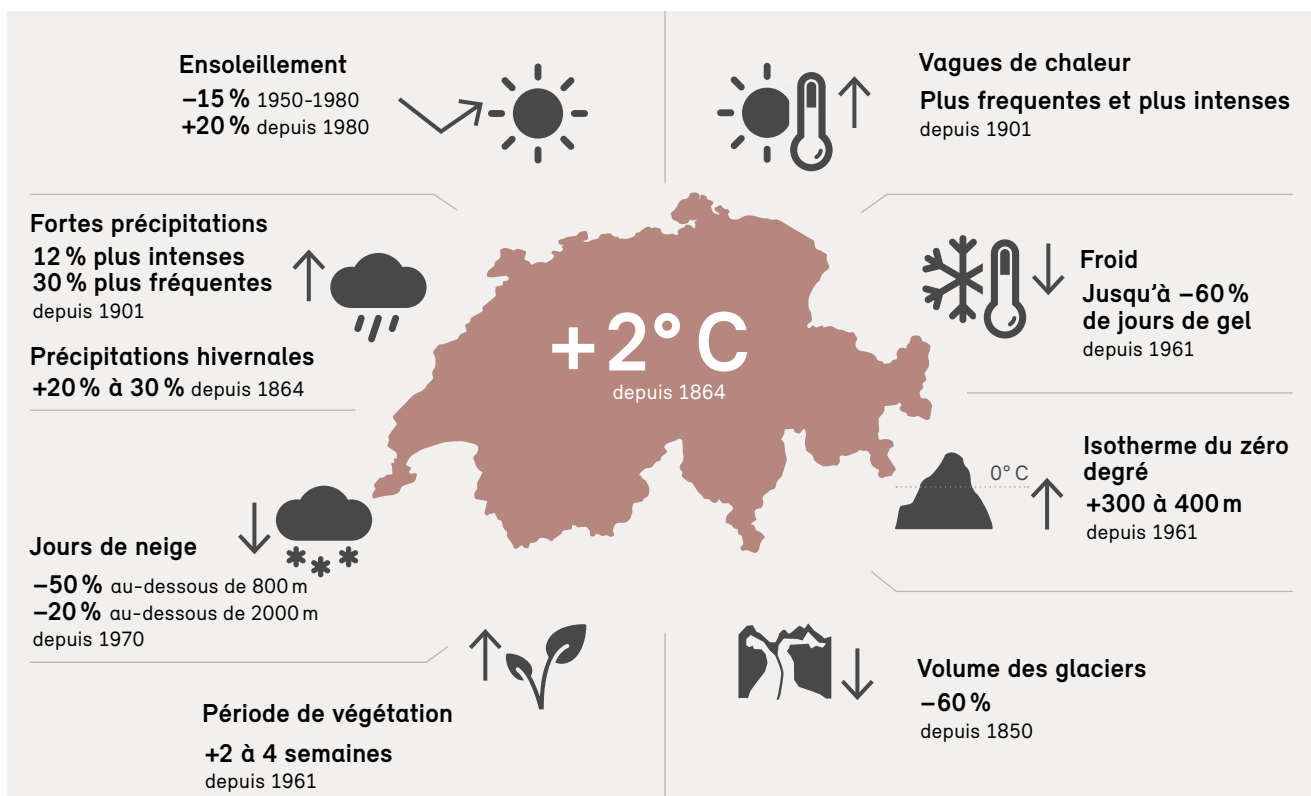 Ensoleillement
–15 % 1950-1980
+20 % depuis 1980
Vagues de chaleur
Plus frequentes et plus intenses
depuis 1901
Fortes précipitations
12 % plus intenses
30 % plus fréquentes
depuis 1901
Précipitations hivernales
+20 % à 30 % depuis 1864
+2° C
depuis 1864
Froid
Jusqu'à –60 %
de jours de gel
depuis 1961
Isotherme du zéro
degré
0° C
+300 à 400 m
depuis 1961
Jours de neige
–50 % au-dessous de 800 m
–20 % au-dessous de 2000 m
depuis 1970
Période de végétation
+2 à 4 semaines
depuis 1961
Volume des glaciers
–60 %
depuis 1850